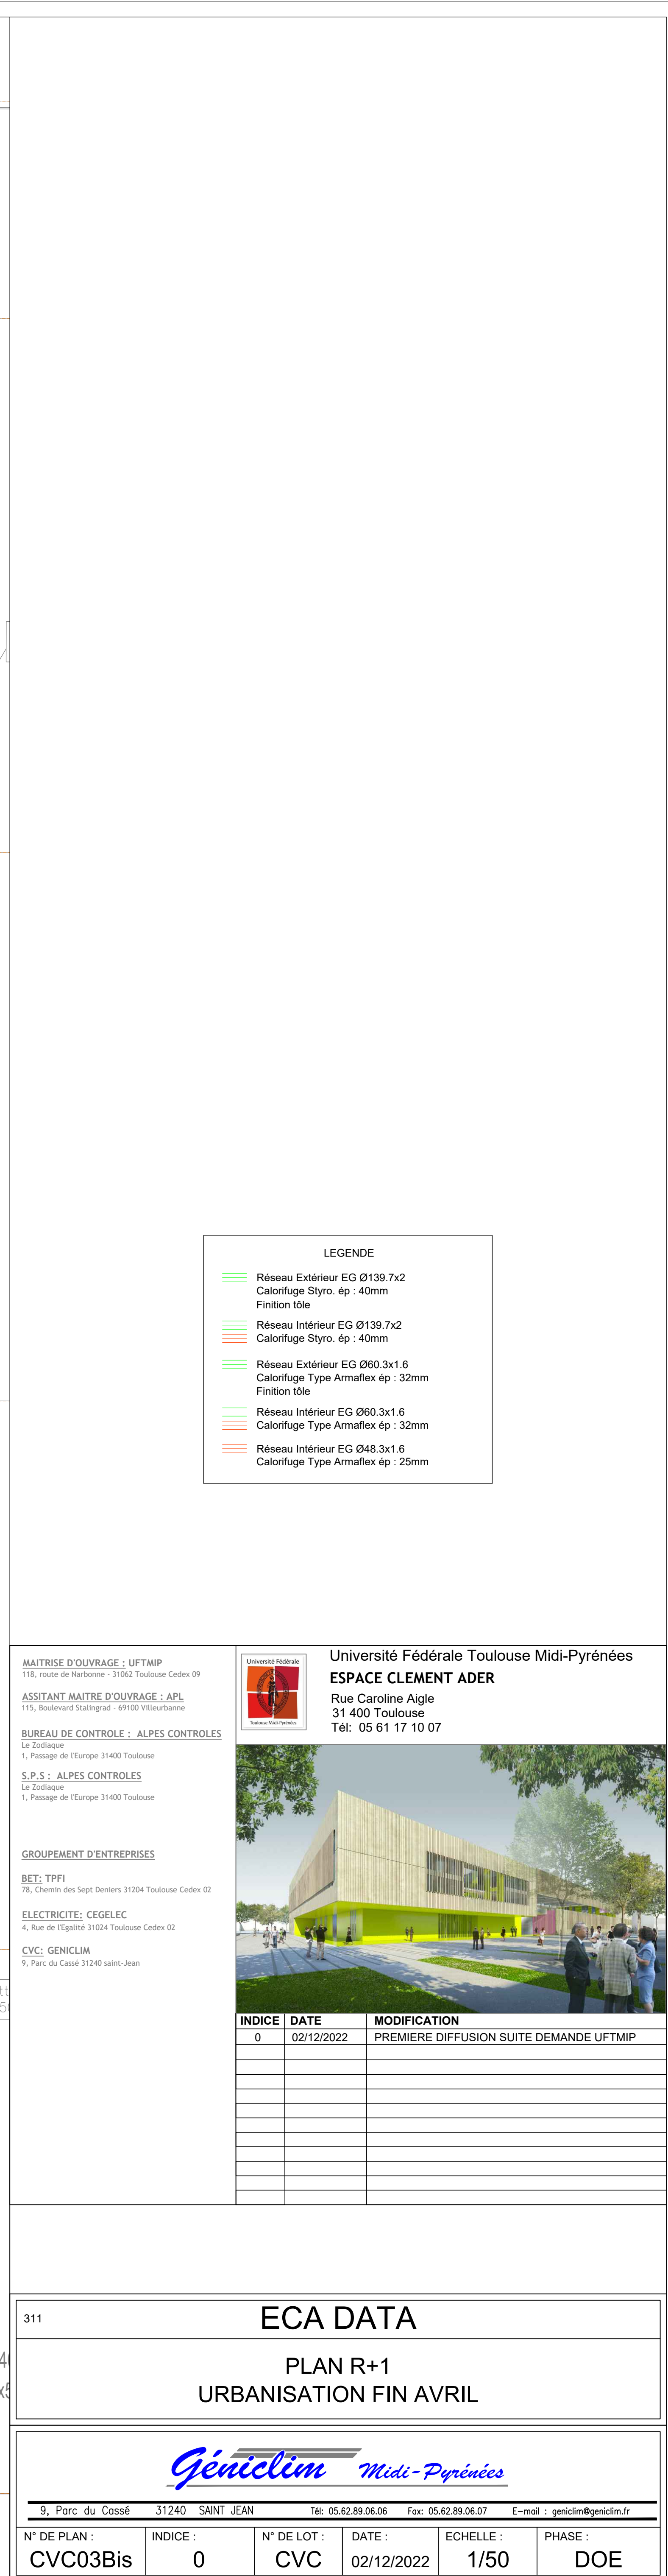 LEGENDE
Réseau Extérieur EG Ø139.7x2
Calorifuge Styro. ép : 40mm
Finition tôle
Réseau Intérieur EG Ø139.7x2
Calorifuge Styro. ép : 40mm
Réseau Extérieur EG Ø60.3x1.6
Calorifuge Type Armaflex ép : 32mm
Finition tôle
Réseau Intérieur EG Ø60.3x1.6
Calorifuge Type Armaflex ép : 32mm
Réseau Intérieur EG Ø48.3x1.6
Calorifuge Type Armaflex ép : 25mm
MAITRISE D'OUVRAGE : UFTMIP
118, route de Narbonne - 31062 Toulouse Cedex 09
ASSITANT MAITRE D'OUVRAGE : APL
115, Boulevard Stalingrad - 69100 Villeurbanne
BUREAU DE CONTROLE : ALPES CONTROLES
Le Zodiaque
1, Passage de l'Europe 31400 Toulouse
S.P.S : ALPES CONTROLES
Le Zodiaque
1, Passage de l'Europe 31400 Toulouse
GROUPEMENT D'ENTREPRISES
BET: TPFI
78, Chemin des Sept Deniers 31204 Toulouse Cedex 02
ELECTRICITE: CEGELEC
4, Rue de l'Egalité 31024 Toulouse Cedex 02
CVC: GENICLIM
9, Parc du Cassé 31240 saint-Jean
Université Fédérale
Toulouse Midi-Pyrénées
Université Fédérale Toulouse Midi-Pyrénées
ESPACE CLEMENT ADER
Rue Caroline Aigle
31 400 Toulouse
Tél: 05 61 17 10 07
INDICE DATE MODIFICATION
0 02/12/2022 PREMIERE DIFFUSION SUITE DEMANDE UFTMIP
311
ECA DATA
PLAN R+1
URBANISATION FIN AVRIL
Géniclim Midi-Pyrénées
9, Parc du Cassé 31240 SAINT JEAN Tél: 05.62.89.06.06 Fax: 05.62.89.06.07 E-mail : geniclim@geniclim.fr
N° DE PLAN : INDICE : N° DE LOT : DATE : ECHELLE : PHASE :
CVC03Bis 0 CVC 02/12/2022 1/50 DOE